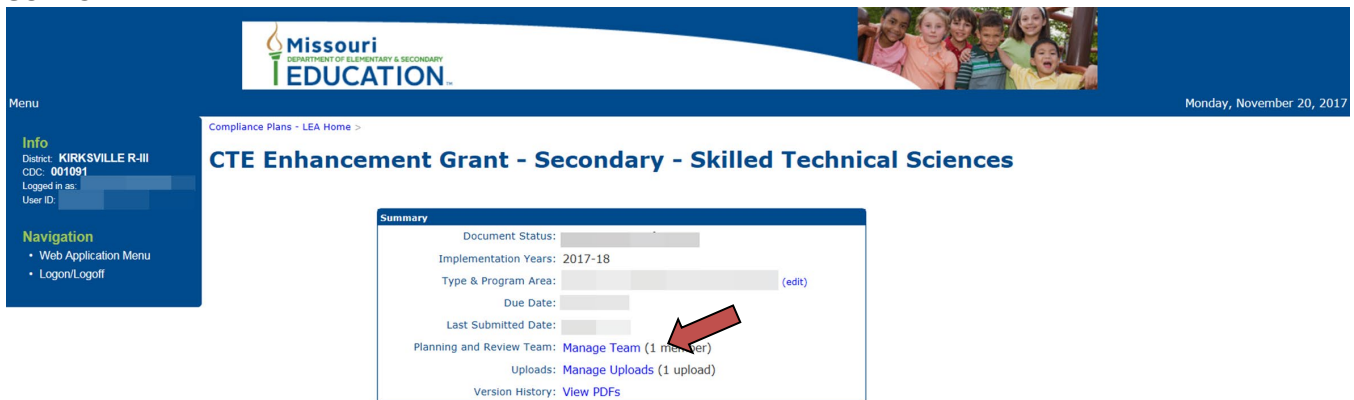 Missouri
DEPARTMENT OF ELEMENTARY & SECONDARY
EDUCATION™
Menu
Monday, November 20, 2017
Compliance Plans - LEA Home >
Info
District: KIRKSVILLE R-III
CDC: 001091
Logged in as:
User ID:
Navigation
• Web Application Menu
• Logon/Logoff
CTE Enhancement Grant - Secondary - Skilled Technical Sciences
Summary
Document Status:
Implementation Years: 2017-18
Type & Program Area: (edit)
Due Date:
Last Submitted Date:
Planning and Review Team: Manage Team (1 member)
Uploads: Manage Uploads (1 upload)
Version History: View PDFs